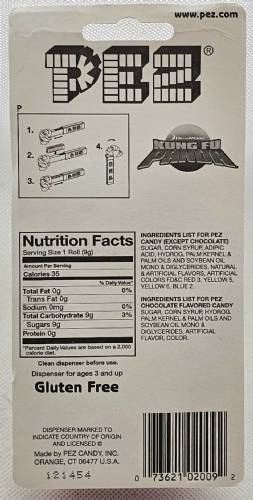 www.pez.com
PEZ®
P
1.
2.
3.
4.
DREAMWORKS
KUNG FU
PANDA
Nutrition Facts
Serving Size 1 Roll (9g)
Amount Per Serving
Calories 35
% Daily Value*
Total Fat 0g 0%
Trans Fat 0g
Sodium 0mg 0%
Total Carbohydrate 9g 3%
Sugars 9g
Protein 0g
*Percent Daily Values are based on a 2,000
calorie diet.
INGREDIENTS LIST FOR PEZ
CANDY (EXCEPT CHOCOLATE)
SUGAR, CORN SYRUP, ADIPIC
ACID, HYDROG. PALM KERNEL &
PALM OILS AND SOYBEAN OIL
MONO & DIGLYCERIDES, NATURAL
& ARTIFICIAL FLAVORS, ARTIFICIAL
COLORS FD&C RED 3, YELLOW 5,
YELLOW 6, BLUE 2.
INGREDIENTS LIST FOR PEZ
CHOCOLATE FLAVORED CANDY
SUGAR, CORN SYRUP, HYDROG.
PALM KERNEL & PALM OILS AND
SOYBEAN OIL MONO &
DIGLYCERIDES, ARTIFICIAL
FLAVOR, COLOR.
Clean dispenser before use.
Dispenser for ages 3 and up
Gluten Free
DISPENSER MARKED TO
INDICATE COUNTRY OF ORIGIN
AND LICENSED ©
Made by PEZ CANDY, INC.
ORANGE, CT 06477 U.S.A.
121454
0 73621 02009 2